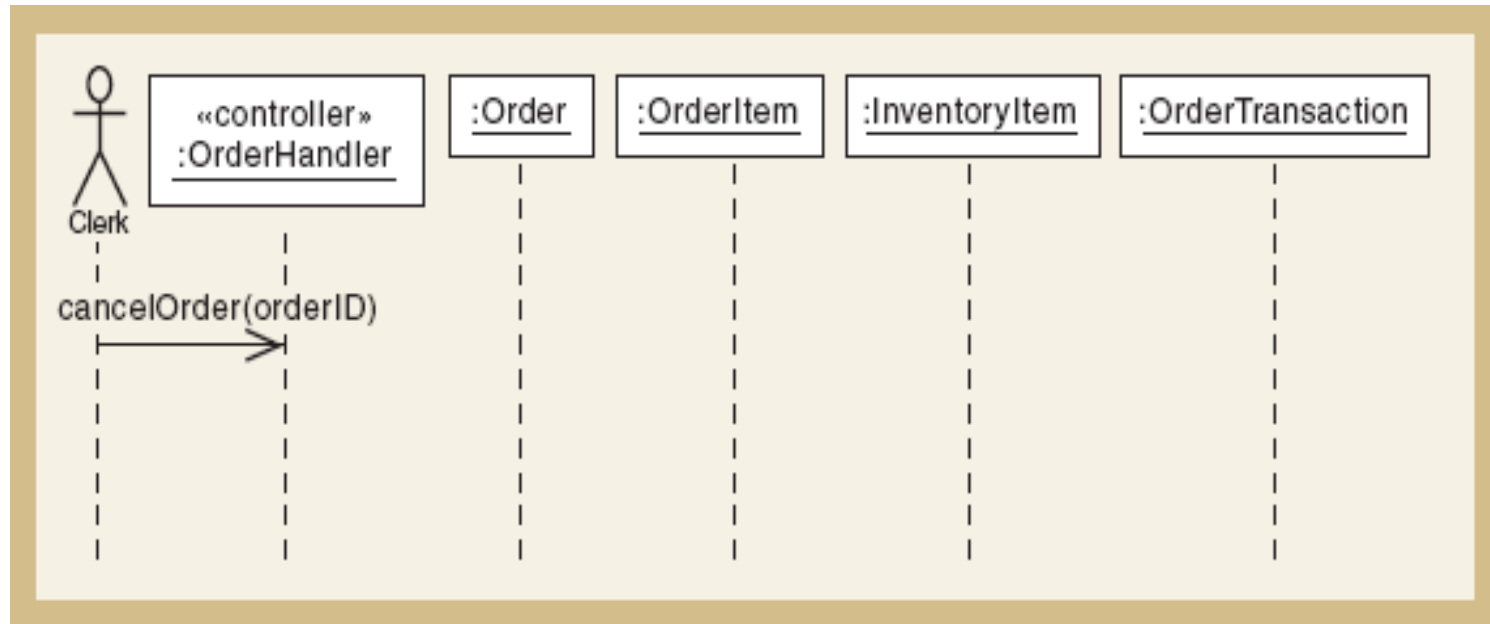 «controller»
:OrderHandler
:Order
:OrderItem
:InventoryItem
:OrderTransaction
Clerk
cancelOrder(orderID)